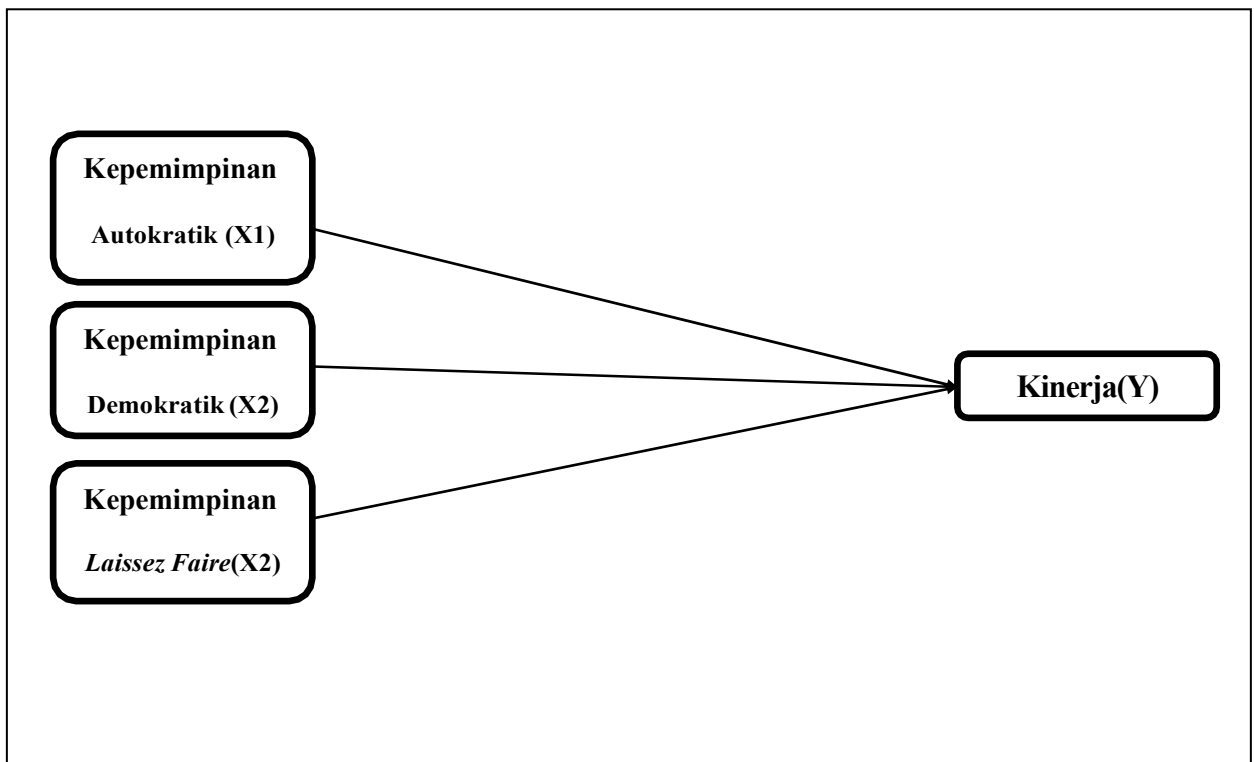 Kepemimpinan
Autokratik (X1)
Kepemimpinan
Demokratik (X2)
Kepemimpinan
Laissez Faire(X2)
Kinerja(Y)